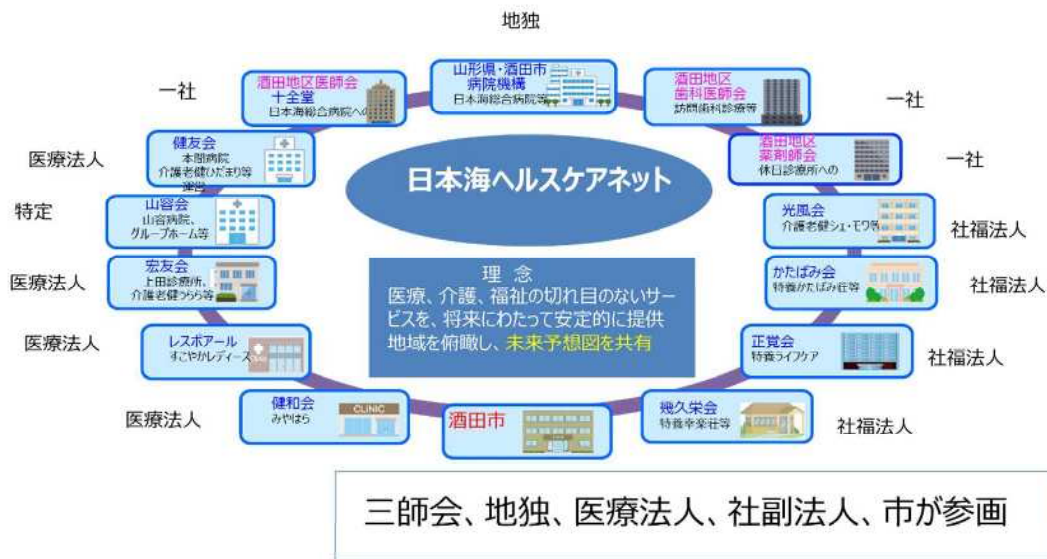 地独
一社
酒田地区医師会
十全堂
日本海総合病院への
山形県・酒田市
病院機構
日本海総合病院等
酒田地区
歯科医師会
訪問歯科診療等
一社
医療法人
健友会
本間病院
介護老健ひだまり等
運営
日本海ヘルスケアネット
酒田地区
薬剤師会
休日診療所への
一社
特定
山容会
山容病院、
グループホーム等
光風会
介護老健シェ・モワ等
社福法人
医療法人
宏友会
上田診療所、
介護老健うらら等
理 念
医療、介護、福祉の切れ目のないサー
ビスを、将来にわたって安定的に提供
地域を俯瞰し、未来予想図を共有
かたばみ会
特養かたばみ荘等
社福法人
医療法人
レスポアール
すこやかレディース
正覚会
特養ライフケア
社福法人
医療法人
健和会
みやはら
CLINIC
酒田市
幾久栄会
特養幸楽荘等
社福法人
三師会、地独、医療法人、社副法人、市が参画